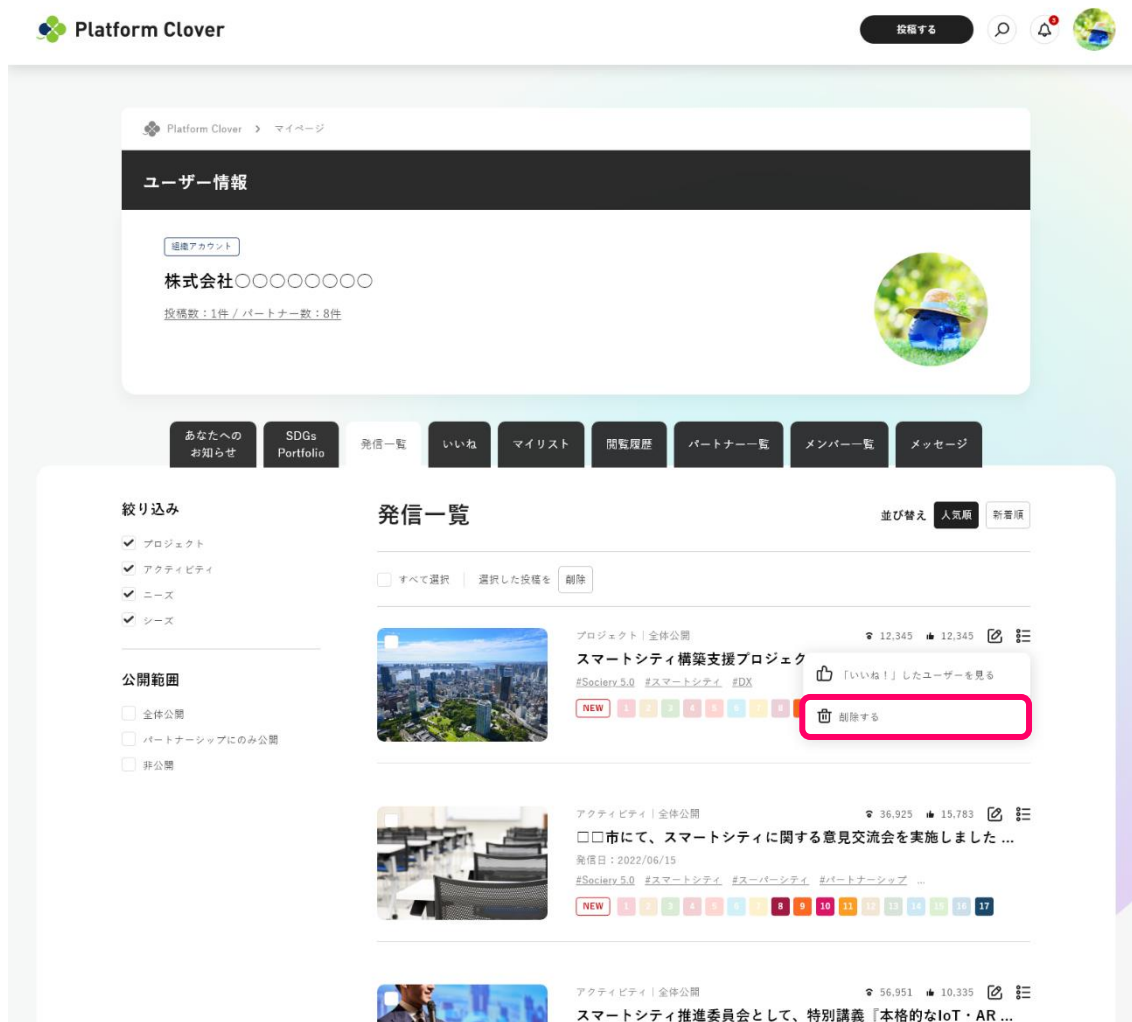 Platform Clover
投稿する
3
Platform Clover > マイページ
ユーザー情報
組織アカウント
株式会社○○○○○○○○
投稿数：1件 / パートナー数：8件
あなたへの
お知らせ
SDGs
Portfolio
発信一覧
いいね
マイリスト
閲覧履歴
パートナー一覧
メンバー一覧
メッセージ
絞り込み
プロジェクト
アクティビティ
ニーズ
シーズ
公開範囲
全体公開
パートナーシップにのみ公開
非公開
発信一覧
並び替え 人気順 新着順
すべて選択 選択した投稿を 削除
プロジェクト｜全体公開 12,345 12,345
スマートシティ構築支援プロジェク
#Sociery 5.0 #スマートシティ #DX
NEW 1 2 3 4 5 6 7 8
「いいね！」したユーザーを見る
削除する
アクティビティ｜全体公開 36,925 15,783
□□市にて、スマートシティに関する意見交流会を実施しました ...
発信日：2022/06/15
#Sociery 5.0 #スマートシティ #スーパーシティ #パートナーシップ ...
NEW 1 2 3 4 5 6 7 8 9 10 11 12 13 14 15 16 17
アクティビティ｜全体公開 56,951 10,335
スマートシティ推進委員会として、特別講義『本格的なIoT・AR ...